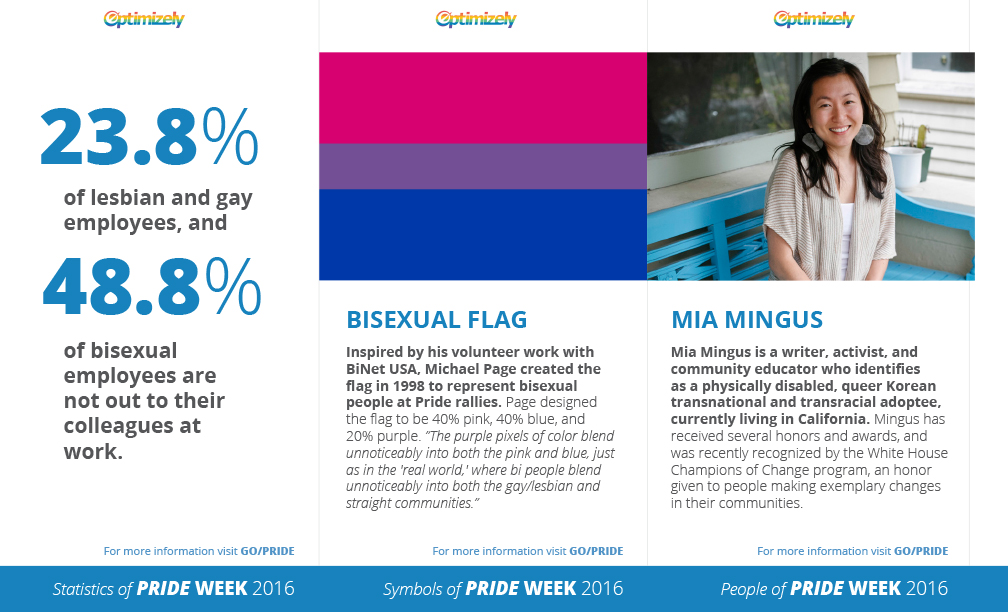 Optimizely
23.8%
of lesbian and gay
employees, and
48.8%
of bisexual
employees are
not out to their
colleagues at
work.
For more information visit GO/PRIDE
Statistics of PRIDE WEEK 2016
Optimizely
BISEXUAL FLAG
Inspired by his volunteer work with
BiNet USA, Michael Page created the
flag in 1998 to represent bisexual
people at Pride rallies. Page designed
the flag to be 40% pink, 40% blue, and
20% purple. “The purple pixels of color blend
unnoticeably into both the pink and blue, just
as in the 'real world,' where bi people blend
unnoticeably into both the gay/lesbian and
straight communities.”
For more information visit GO/PRIDE
Symbols of PRIDE WEEK 2016
Optimizely
MIA MINGUS
Mia Mingus is a writer, activist, and
community educator who identifies
as a physically disabled, queer Korean
transnational and transracial adoptee,
currently living in California. Mingus has
received several honors and awards, and
was recently recognized by the White House
Champions of Change program, an honor
given to people making exemplary changes
in their communities.
For more information visit GO/PRIDE
People of PRIDE WEEK 2016